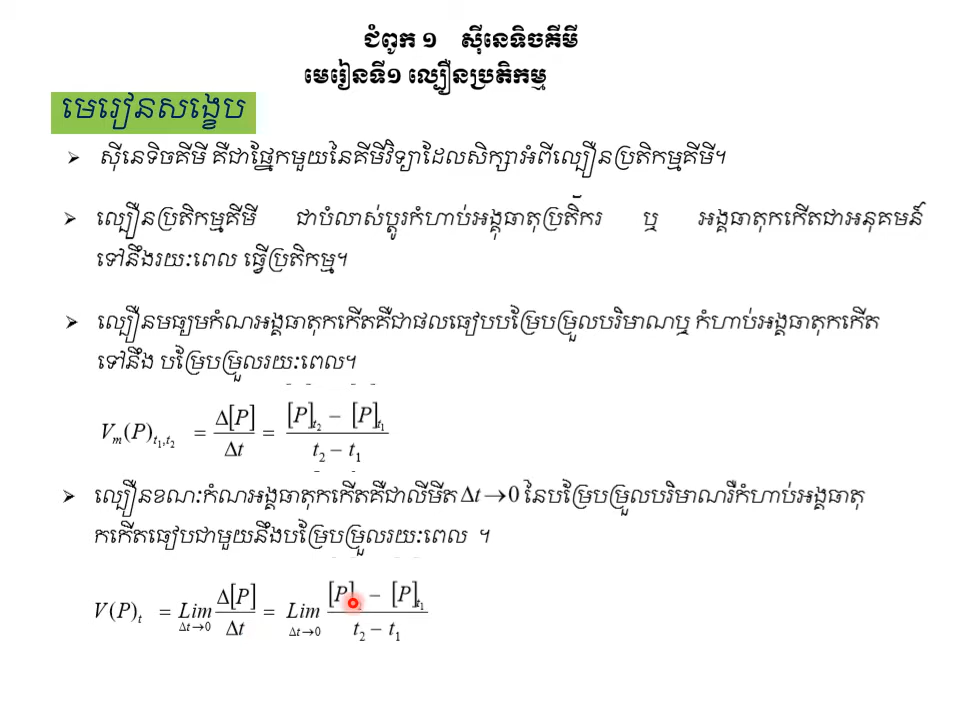 ជំពូក ១ ស៊ីនេទិចគីមី
មេរៀនទី១ ល្បឿនប្រតិកម្ម
មេរៀនសង្ខេប
➢ ស៊ីនេទិចគីមី គឺជាផ្នែកមួយនៃគីមីវិទ្យាដែលសិក្សាអំពីល្បឿនប្រតិកម្មគីមី។
➢ ល្បឿនប្រតិកម្មគីមី ជាបំលាស់ប្តូរកំហាប់អង្គធាតុប្រតិករ ឬ អង្គធាតុកកើតជាអនុគមន៍
ទៅនឹងរយៈពេល ធ្វើប្រតិកម្ម។
➢ ល្បឿនមធ្យមកំណអង្គធាតុកកើតគឺជាផលធៀបបម្រែបម្រួលបរិមាណឬ កំហាប់អង្គធាតុកកើត
ទៅនឹង បម្រែបម្រួលរយៈពេល។
V_m(P)_{t_1,t_2} = \frac{Δ[P]}{Δt} = \frac{[P]_{t_2} − [P]_{t_1}}{t_2 − t_1}
➢ ល្បឿនខណៈកំណអង្គធាតុកកើតគឺជាលីមីត Δt→0 នៃបម្រែបម្រួលបរិមាណរឺកំហាប់អង្គធាតុ
កកើតធៀបជាមួយនឹងបម្រែបម្រួលរយៈពេល ។
V(P)_t = Lim_{Δt→0} \frac{Δ[P]}{Δt} = Lim_{Δt→0} \frac{[P]_{t_2} − [P]_{t_1}}{t_2 − t_1}